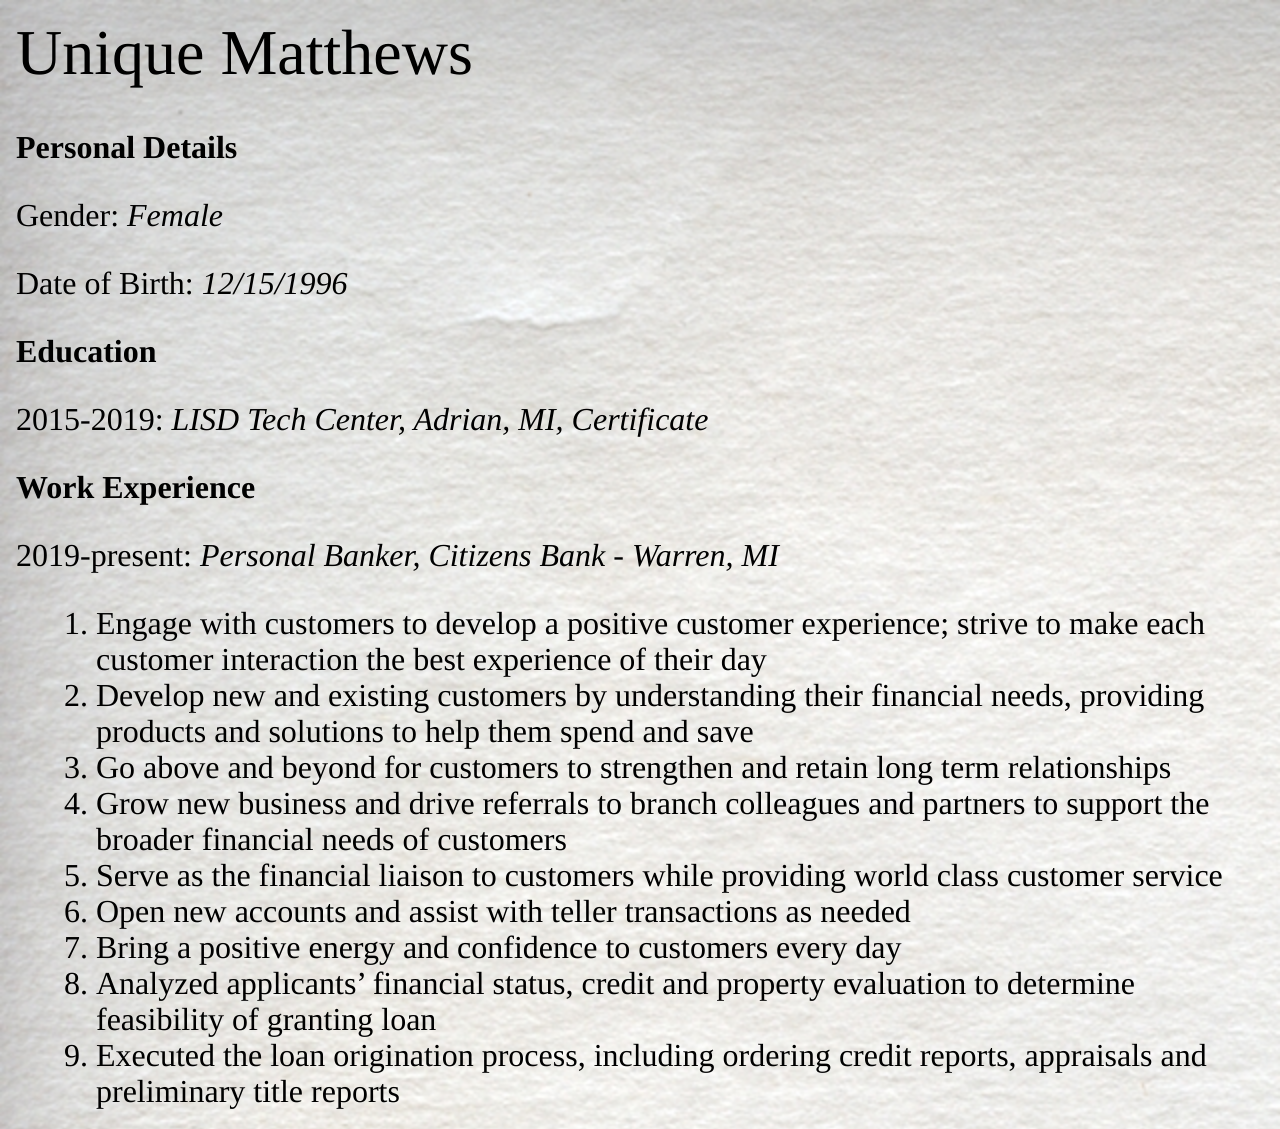 Unique Matthews
Personal Details
Gender: Female
Date of Birth: 12/15/1996
Education
2015-2019: LISD Tech Center, Adrian, MI, Certificate
Work Experience
2019-present: Personal Banker, Citizens Bank - Warren, MI
1. Engage with customers to develop a positive customer experience; strive to make each
customer interaction the best experience of their day
2. Develop new and existing customers by understanding their financial needs, providing
products and solutions to help them spend and save
3. Go above and beyond for customers to strengthen and retain long term relationships
4. Grow new business and drive referrals to branch colleagues and partners to support the
broader financial needs of customers
5. Serve as the financial liaison to customers while providing world class customer service
6. Open new accounts and assist with teller transactions as needed
7. Bring a positive energy and confidence to customers every day
8. Analyzed applicants’ financial status, credit and property evaluation to determine
feasibility of granting loan
9. Executed the loan origination process, including ordering credit reports, appraisals and
preliminary title reports